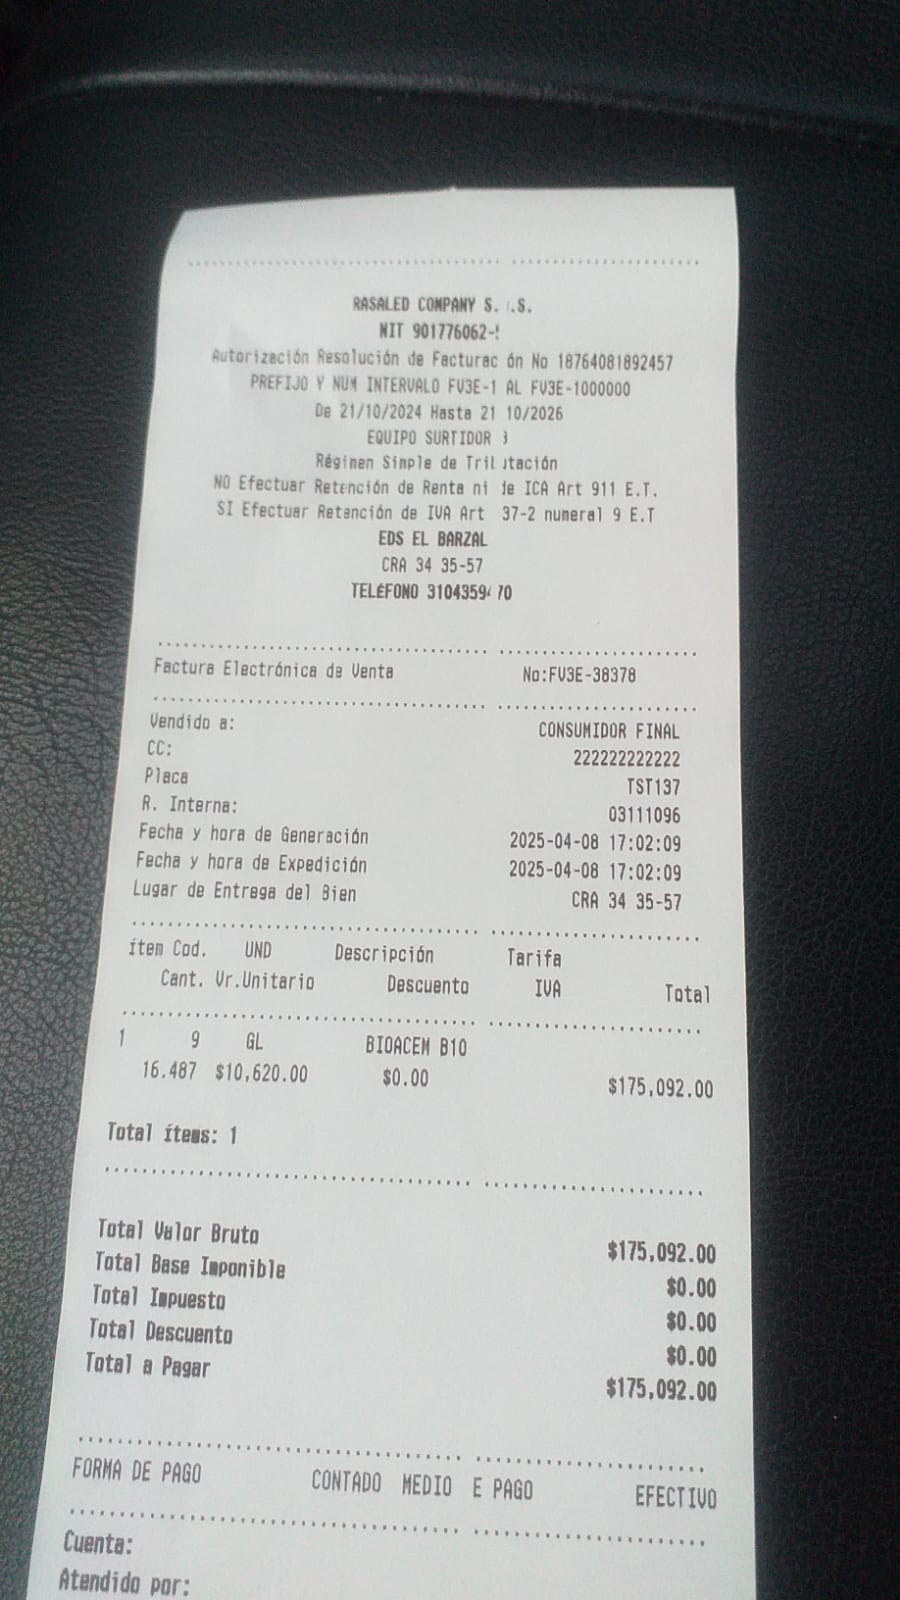 RASALED COMPANY S. .S.
NIT 901776062-
Autorización Resolución de Facturac ón No 18764081892457
PREFIJO Y NUM INTERVALO FV3E-1 AL FV3E-1000000
De 21/10/2024 Hasta 21 10/2026
EQUIPO SURTIDOR
Régimen Simple de Trib utación
NO Efectuar Retención de Renta ni de ICA Art 911 E.T.
SI Efectuar Retención de IVA Art 37-2 numeral 9 E.T
EDS EL BARZAL
CRA 34 35-57
TELÉFONO 3104359 70
Factura Electrónica de Venta No:FV3E-38378
Vendido a: CONSUMIDOR FINAL
CC: 222222222222
Placa TST137
R. Interna: 03111096
Fecha y hora de Generación 2025-04-08 17:02:09
Fecha y hora de Expedición 2025-04-08 17:02:09
Lugar de Entrega del Bien CRA 34 35-57
ítem Cod. UND Descripción Tarifa
Cant. Vr.Unitario Descuento IVA Total
1 9 GL BIOACEM B10
16.487 $10,620.00 $0.00 $175,092.00
Total ítems: 1
Total Valor Bruto $175,092.00
Total Base Imponible $0.00
Total Impuesto $0.00
Total Descuento $0.00
Total a Pagar $175,092.00
FORMA DE PAGO CONTADO MEDIO E PAGO EFECTIVO
Cuenta:
Atendido por: